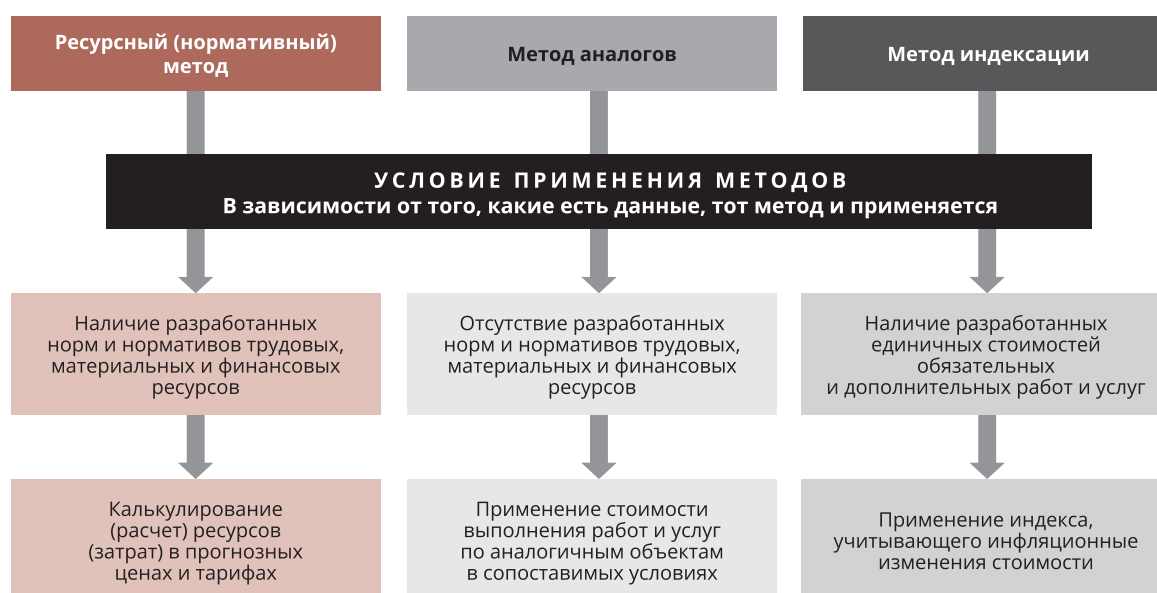 Ресурсный (нормативный)
метод
Метод аналогов
Метод индексации
УСЛОВИЕ ПРИМЕНЕНИЯ МЕТОДОВ
В зависимости от того, какие есть данные, тот метод и применяется
Наличие разработанных
норм и нормативов трудовых,
материальных и финансовых
ресурсов
Отсутствие разработанных
норм и нормативов трудовых,
материальных и финансовых
ресурсов
Наличие разработанных
единичных стоимостей
обязательных
и дополнительных работ и услуг
Калькулирование
(расчет) ресурсов
(затрат) в прогнозных
ценах и тарифах
Применение стоимости
выполнения работ и услуг
по аналогичным объектам
в сопоставимых условиях
Применение индекса,
учитывающего инфляционные
изменения стоимости